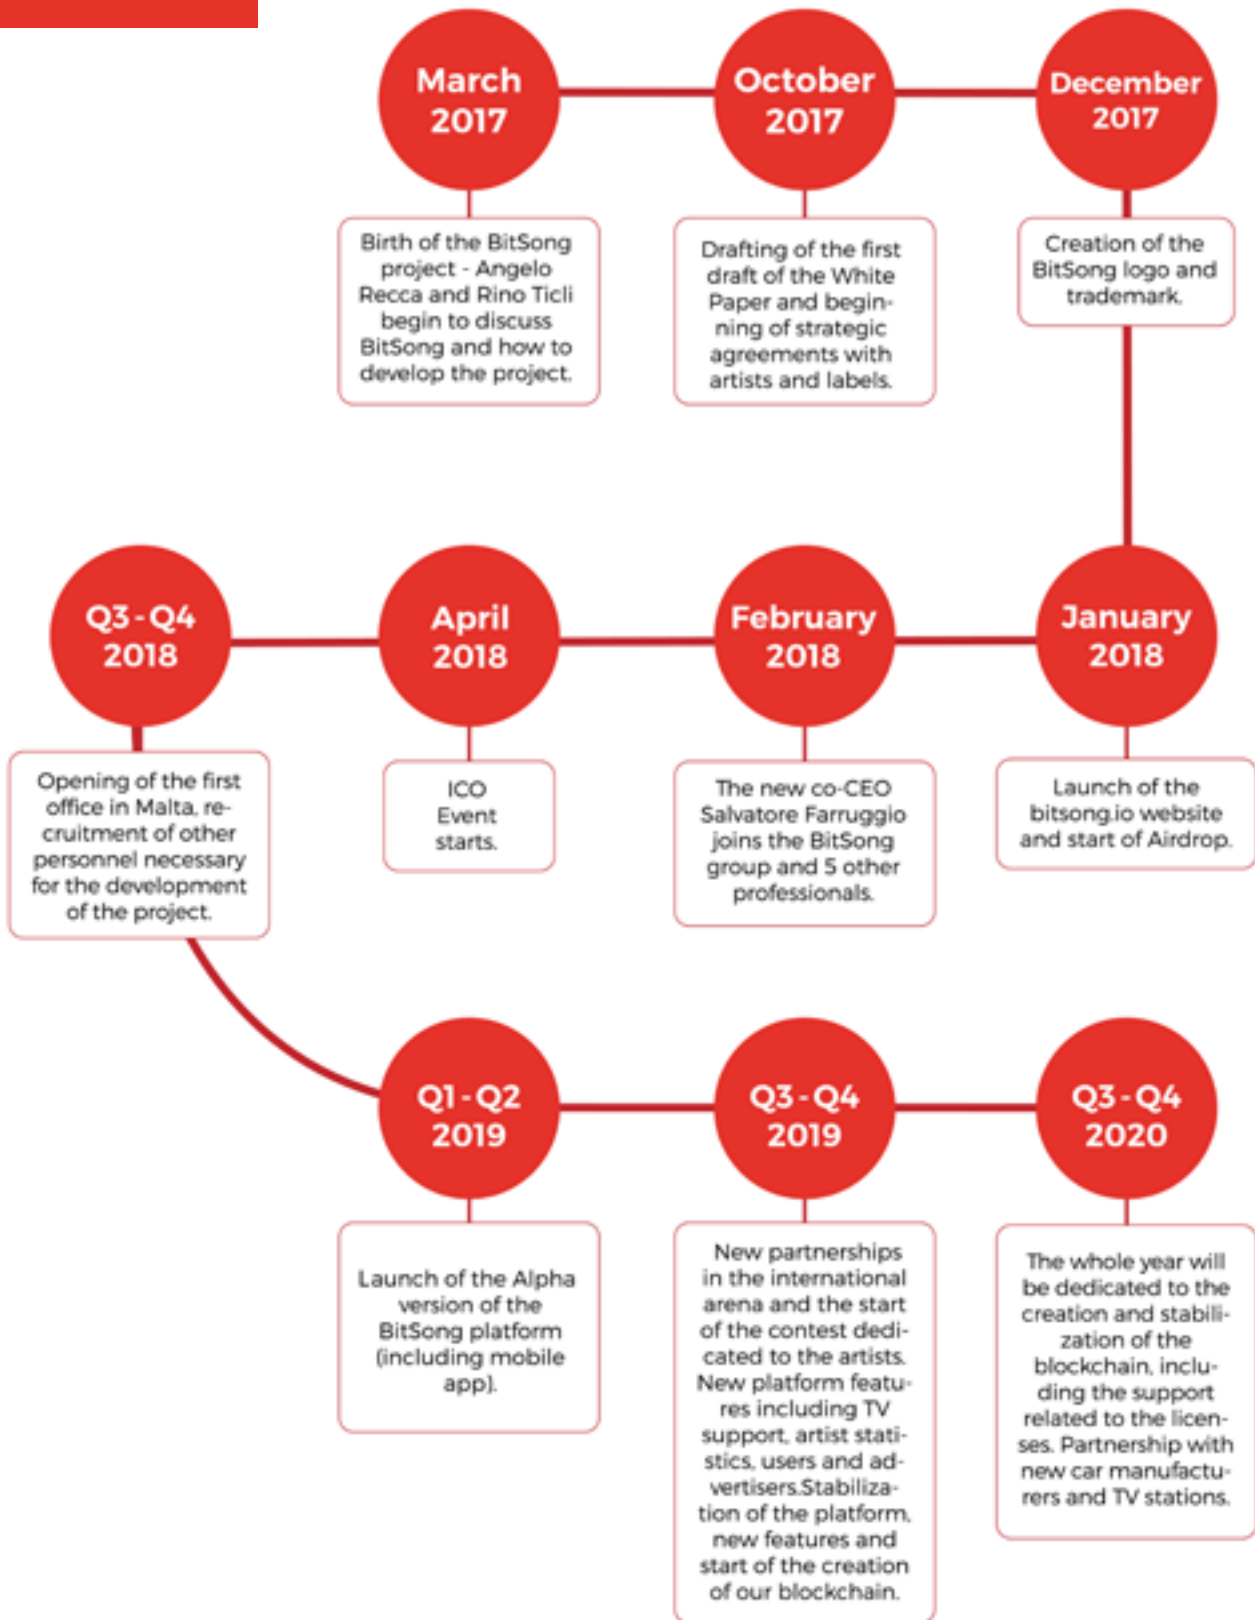 March
2017
Birth of the BitSong
project - Angelo
Recca and Rino Ticli
begin to discuss
BitSong and how to
develop the project.
October
2017
Drafting of the first
draft of the White
Paper and begin-
ning of strategic
agreements with
artists and labels.
December
2017
Creation of the
BitSong logo and
trademark.
January
2018
Launch of the
bitsong.io website
and start of Airdrop.
February
2018
The new co-CEO
Salvatore Farruggio
joins the BitSong
group and 5 other
professionals.
April
2018
ICO
Event
starts.
Q3 - Q4
2018
Opening of the first
office in Malta, re-
cruitment of other
personnel necessary
for the development
of the project.
Q1 - Q2
2019
Launch of the Alpha
version of the
BitSong platform
(including mobile
app).
Q3 - Q4
2019
New partnerships
in the international
arena and the start
of the contest dedi-
cated to the artists.
New platform featu-
res including TV
support, artist stati-
stics, users and ad-
vertisers.Stabiliza-
tion of the platform,
new features and
start of the creation
of our blockchain.
Q3 - Q4
2020
The whole year will
be dedicated to the
creation and stabili-
zation of the
blockchain, inclu-
ding the support
related to the licen-
ses. Partnership with
new car manufactu-
rers and TV stations.